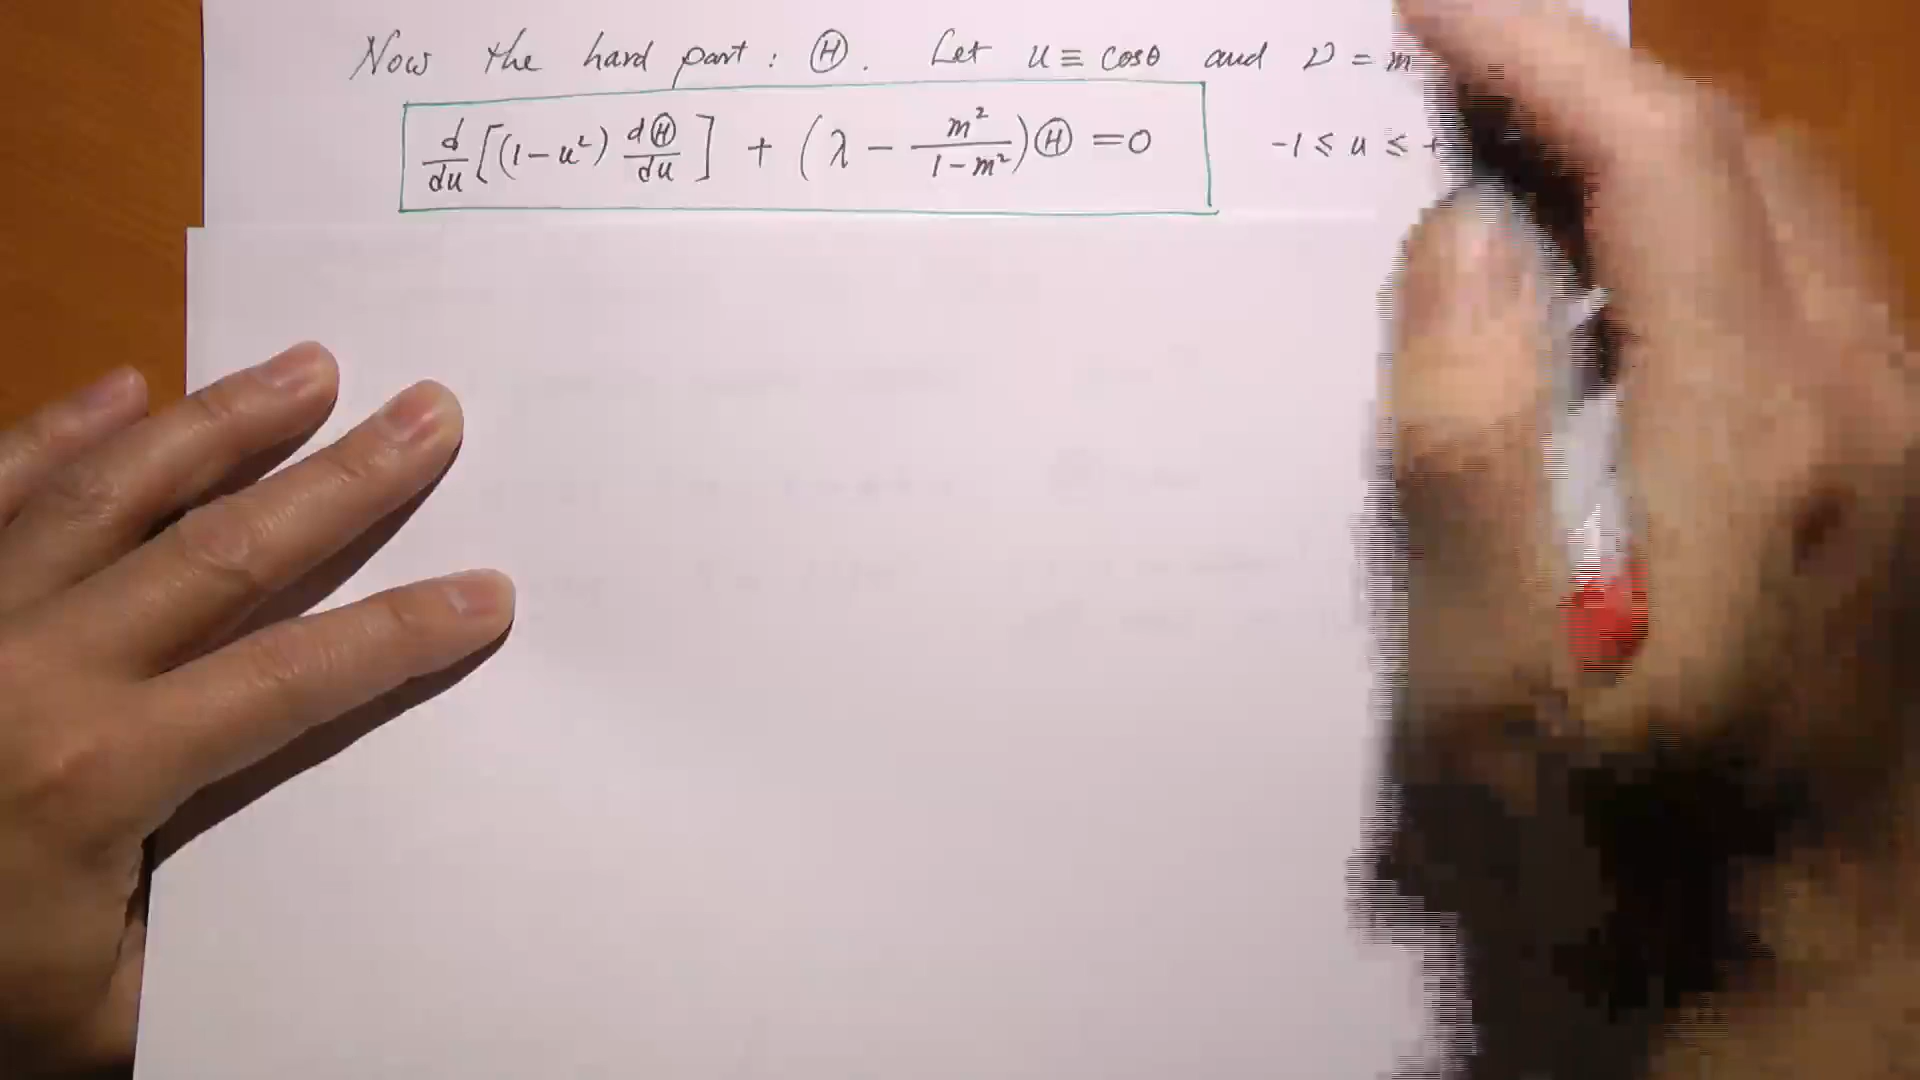 Now the hard part : Ⓗ. Let u ≡ cosθ and ν = m
d/du [(1-u²) dⒽ/du] + (λ - m²/(1-m²)) Ⓗ = 0 -1 ≤ u ≤ +